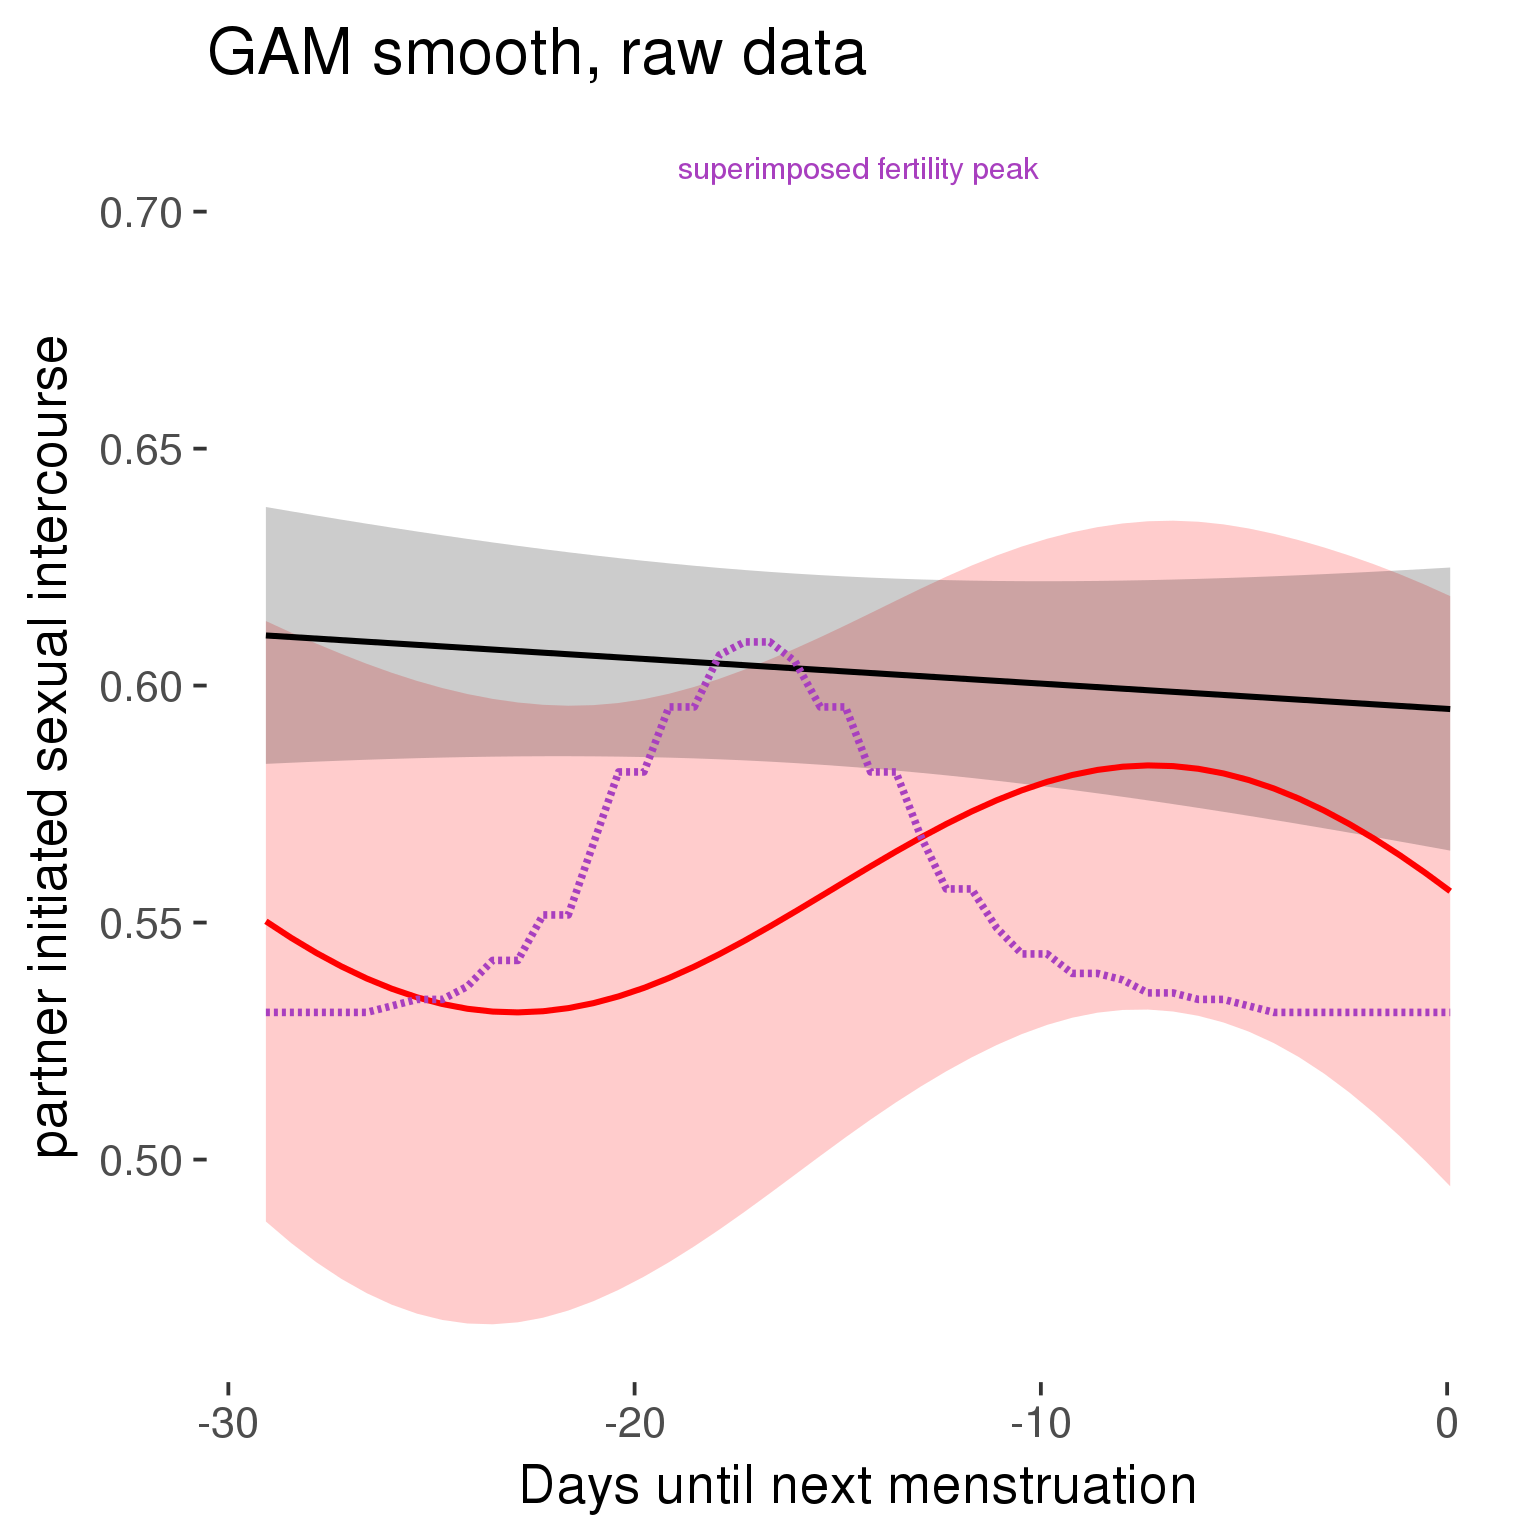 GAM smooth, raw data
superimposed fertility peak
0.70
0.65
0.60
0.55
0.50
partner initiated sexual intercourse
-30 -20 -10 0
Days until next menstruation